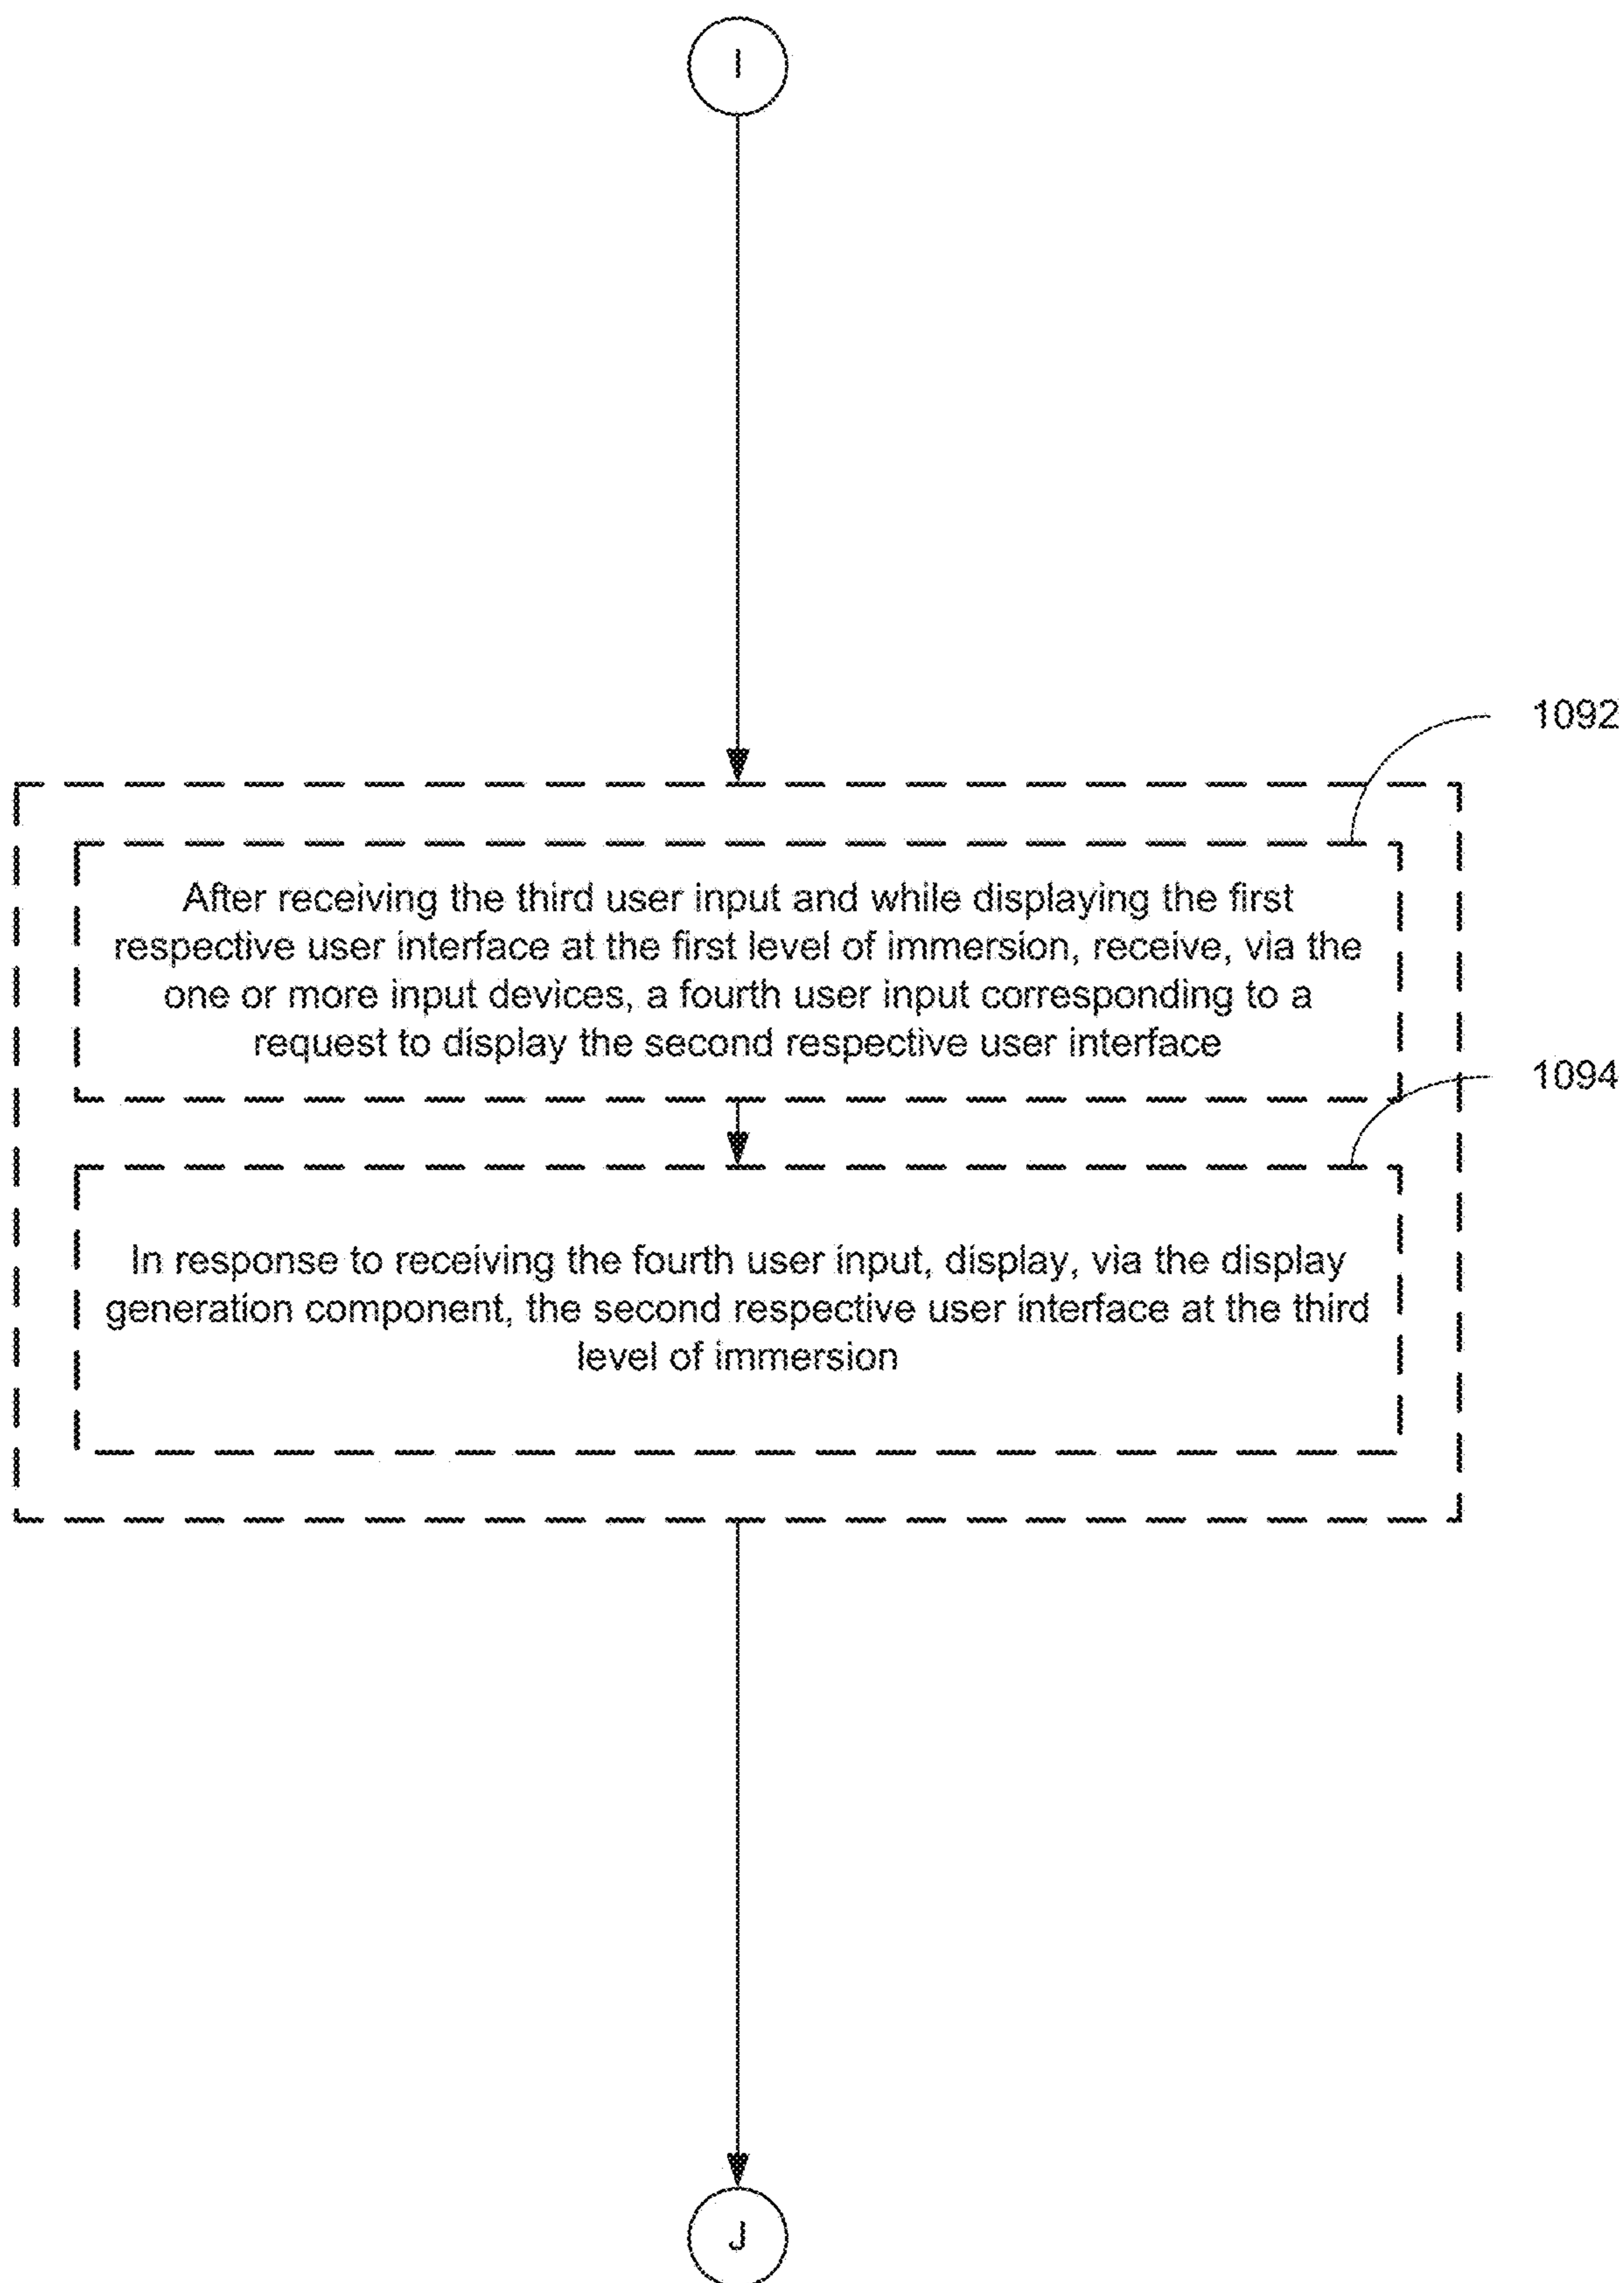 I
1092
After receiving the third user input and while displaying the first
respective user interface at the first level of immersion, receive, via the
one or more input devices, a fourth user input corresponding to a
request to display the second respective user interface
1094
In response to receiving the fourth user input, display, via the display
generation component, the second respective user interface at the third
level of immersion
J